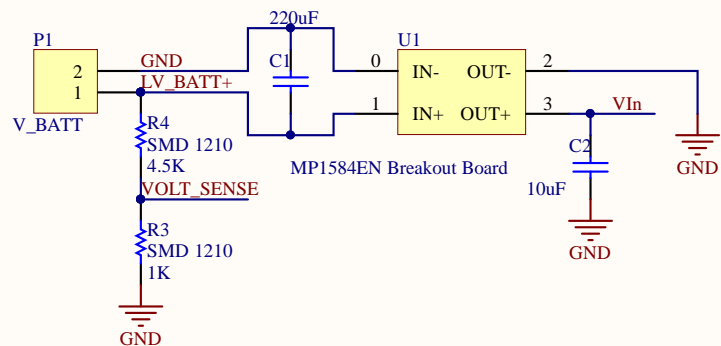 220uF
P1
GND
C1
U1
2
LV_BATT+
0
IN-
OUT-
2
1
1
IN+
OUT+
3
VIn
V_BATT
R4
SMD 1210
4.5K
MP1584EN Breakout Board
C2
GND
VOLT_SENSE
10uF
R3
SMD 1210
1K
GND
GND